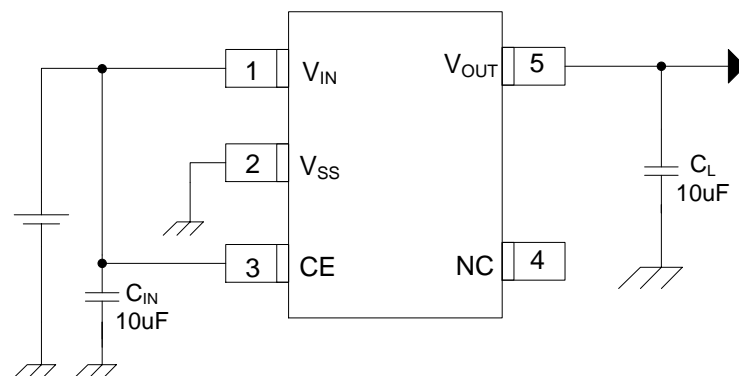 1 V_IN
V_OUT 5
2 V_SS
C_L
10uF
3 CE
NC 4
C_IN
10uF